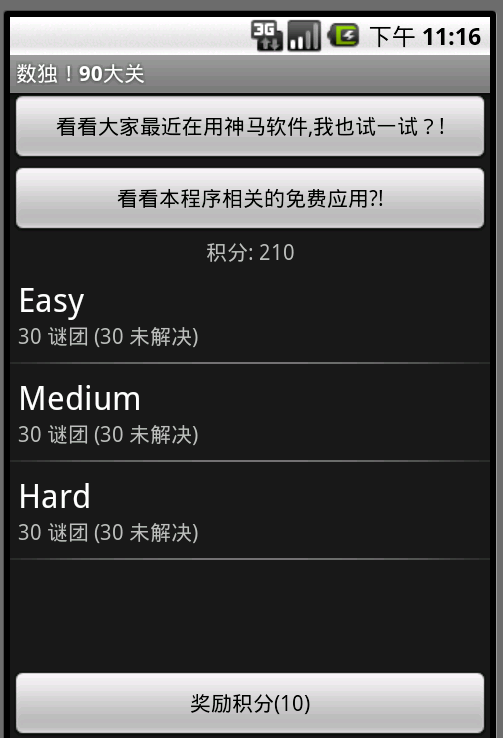 3G 下午 11:16
数独！90大关
看看大家最近在用神马软件,我也试一试？!
看看本程序相关的免费应用?!
积分: 210
Easy
30 谜团 (30 未解决)
Medium
30 谜团 (30 未解决)
Hard
30 谜团 (30 未解决)
奖励积分(10)